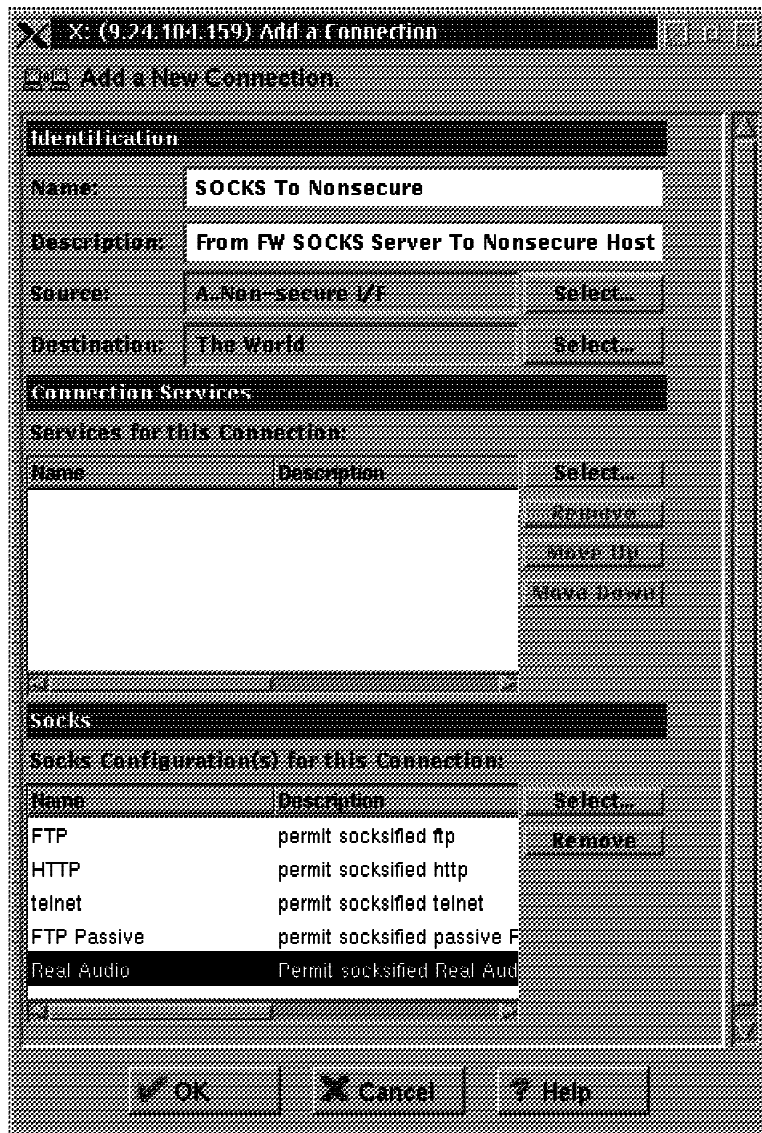 X: (9.24.104.159) Add a Connection
Add a New Connection.
Identification
Name: SOCKS To Nonsecure
Description: From FW SOCKS Server To Nonsecure Host
Source: A..Non-secure I/F Select...
Destination: The World Select...
Connection Services
Services for this Connection:
Name Description Select...
Remove
Move Up
Move Down
Socks
Socks Configuration(s) for this Connection:
Name Description Select...
FTP permit socksified ftp Remove
HTTP permit socksified http
telnet permit socksified telnet
FTP Passive permit socksified passive F
Real Audio Permit socksified Real Aud
OK Cancel ? Help